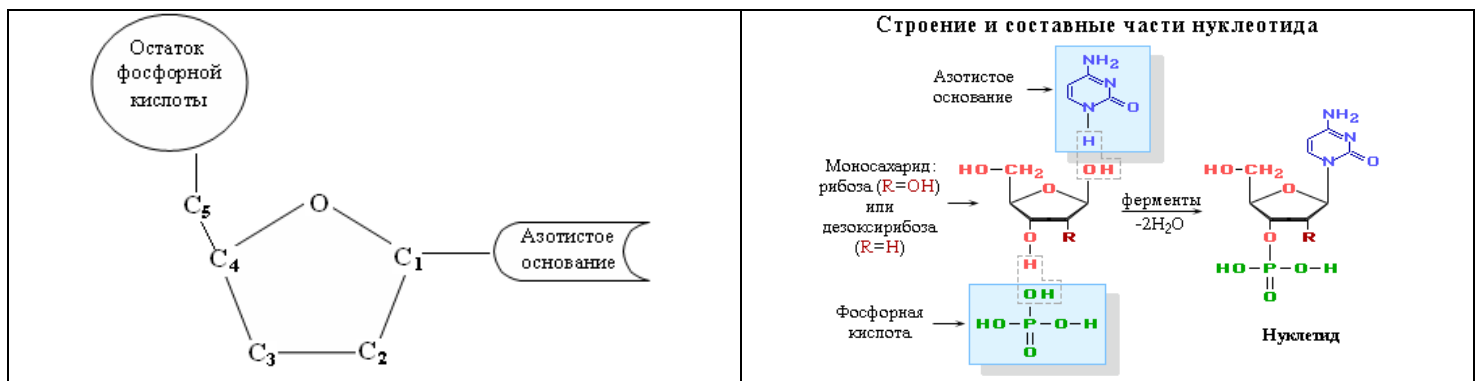 Остаток
фосфорной
кислоты
C5
O
C4
C1
Азотистое
основание
C3
C2
Строение и составные части нуклеотида
Азотистое
основание
NH2
N
N
O
H
Моносахарид:
рибоза (R=OH)
или
дезоксирибоза
(R=H)
HO-CH2
O
OH
O
R
H
Фосфорная
кислота
OH
HO-P-O-H
O
ферменты
-2H2O
NH2
N
N
O
HO-CH2
O
O
R
HO-P-O-H
O
Нуклетид